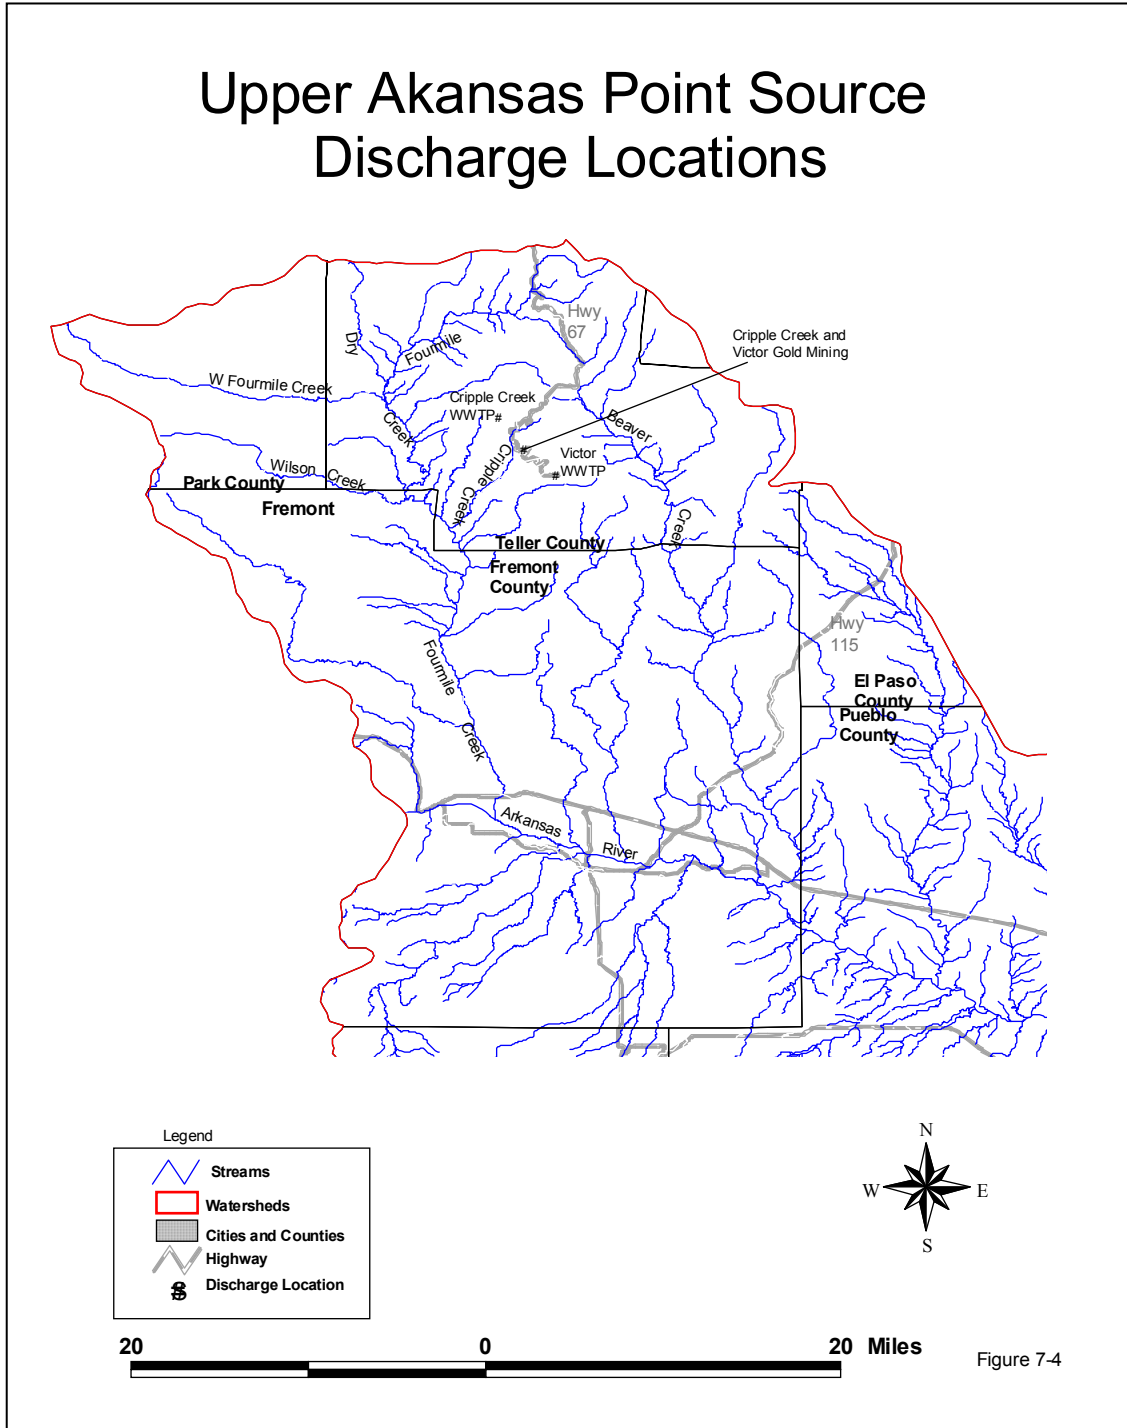 Upper Akansas Point Source
Discharge Locations
Hwy
67
Cripple Creek and
Victor Gold Mining
Dry
Fourmile
W Fourmile Creek
Cripple Creek
WWTP#
Creek
Beaver
#
Victor
WWTP
#
Cripple
Creek
Wilson Creek
Park County
Fremont
Creek
Teller County
Fremont
County
Hwy
115
Fourmile
Creek
El Paso
County
Pueblo
County
Arkansas
River
Legend
Streams
Watersheds
Cities and Counties
Highway
Discharge Location
N
W
E
S
20 0 20 Miles
Figure 7-4